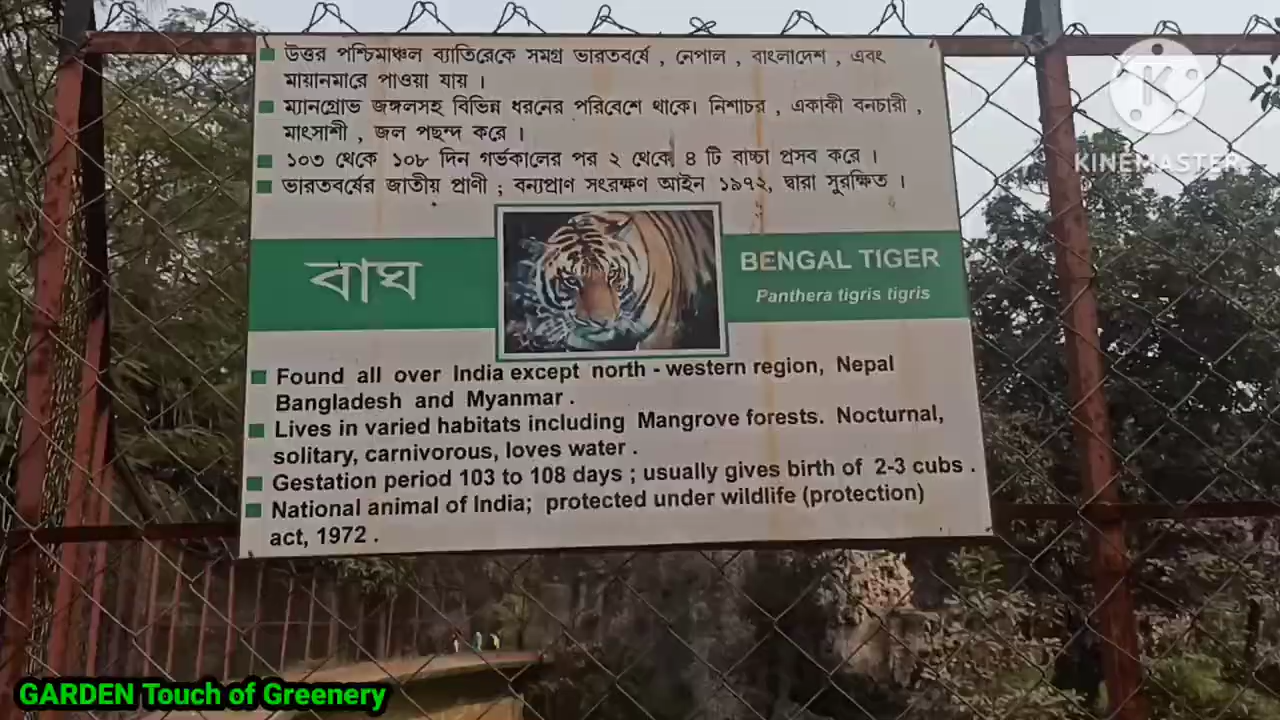 উত্তর পশ্চিমাঞ্চল ব্যাতিরেকে সমগ্র ভারতবর্ষে , নেপাল , বাংলাদেশ , এবং
মায়ানমারে পাওয়া যায় ।
ম্যানগ্রোভ জঙ্গলসহ বিভিন্ন ধরনের পরিবেশে থাকে। নিশাচর , একাকী বনচারী ,
মাংসাশী , জল পছন্দ করে ।
১০৩ থেকে ১০৮ দিন গর্ভকালের পর ২ থেকে ৪ টি বাচ্চা প্রসব করে ।
ভারতবর্ষের জাতীয় প্রাণী ; বন্যপ্রাণ সংরক্ষণ আইন ১৯৭২, দ্বারা সুরক্ষিত ।
বাঘ
BENGAL TIGER
Panthera tigris tigris
Found all over India except north - western region, Nepal
Bangladesh and Myanmar .
Lives in varied habitats including Mangrove forests. Nocturnal,
solitary, carnivorous, loves water .
Gestation period 103 to 108 days ; usually gives birth of 2-3 cubs .
National animal of India; protected under wildlife (protection)
act, 1972 .
K
KINEMASTER
GARDEN Touch of Greenery